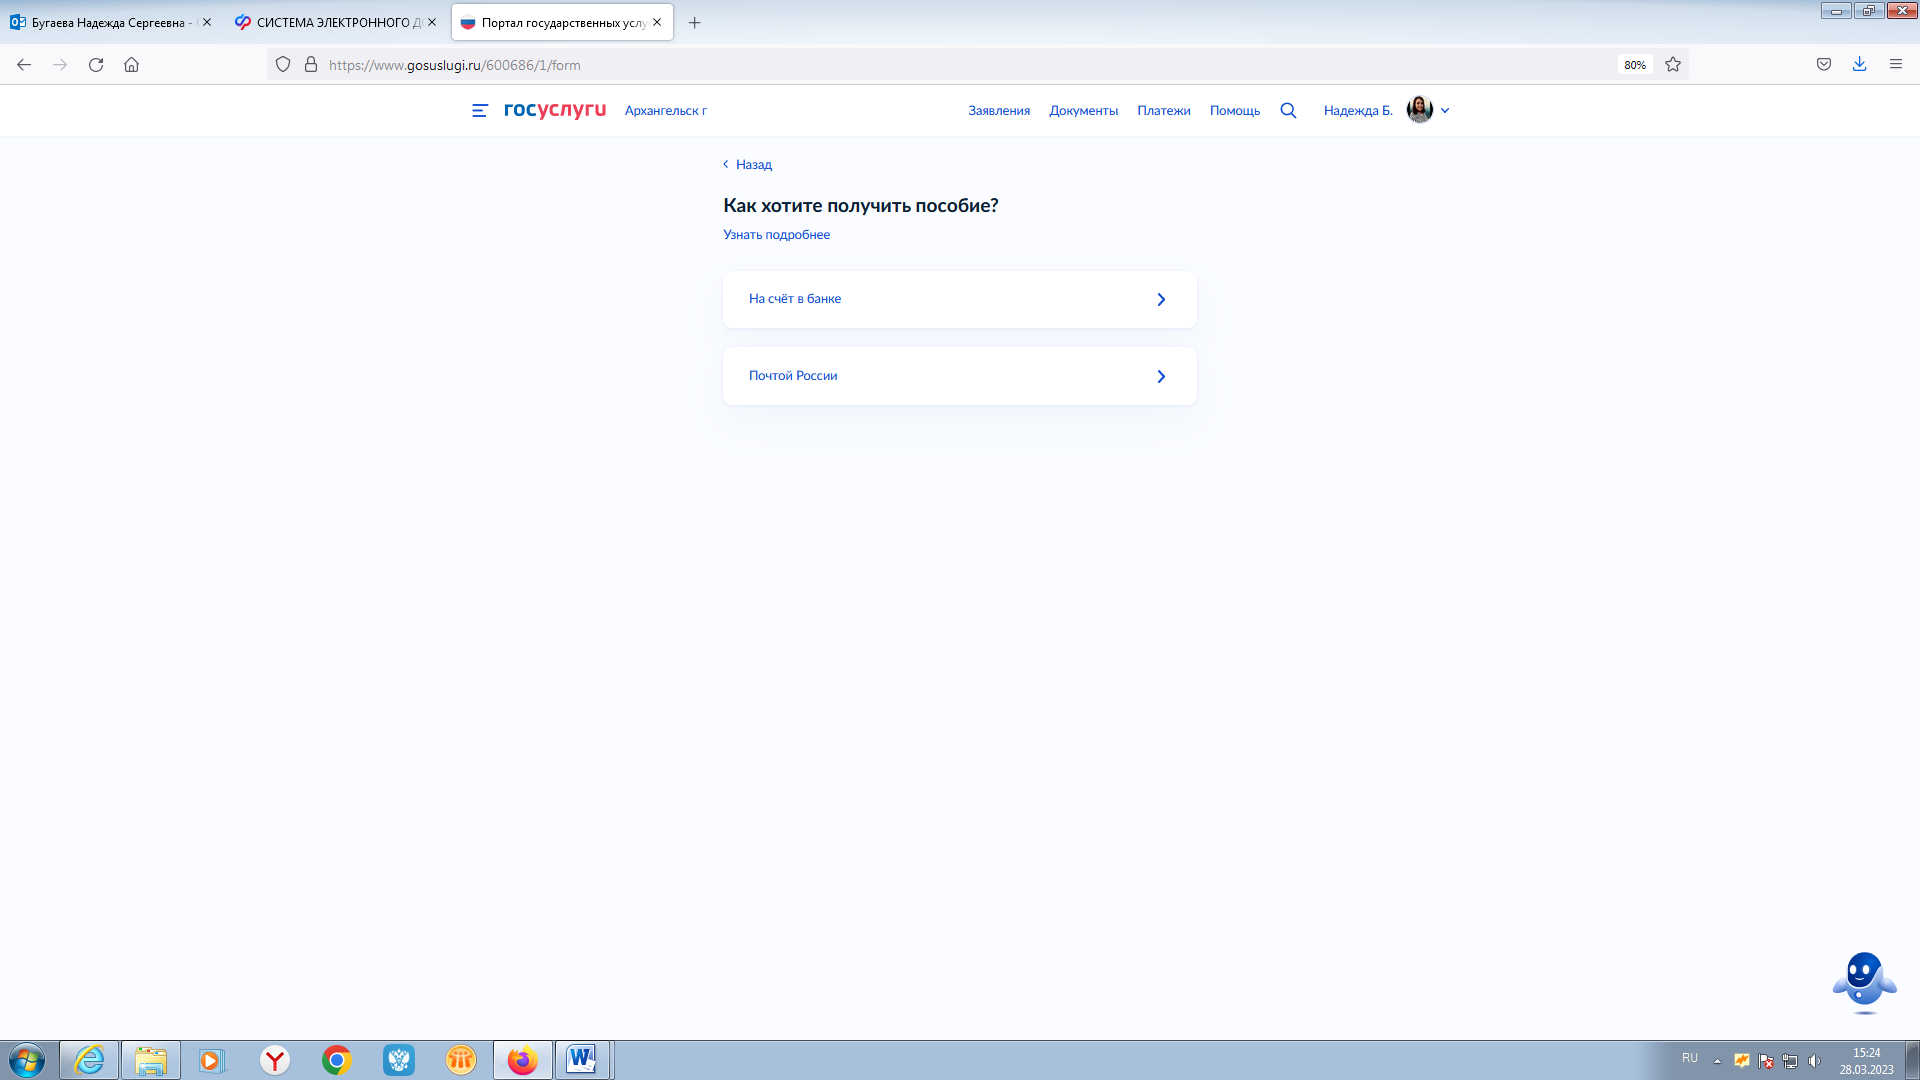 Бугаева Надежда Сергеевна -
СИСТЕМА ЭЛЕКТРОННОГО
Портал государственных услу
https://www.gosuslugi.ru/600686/1/form
80%
госуслуги
Архангельск г
Заявления
Документы
Платежи
Помощь
Надежда Б.
Назад
Как хотите получить пособие?
Узнать подробнее
На счёт в банке
Почтой России
RU
15:24
28.03.2023